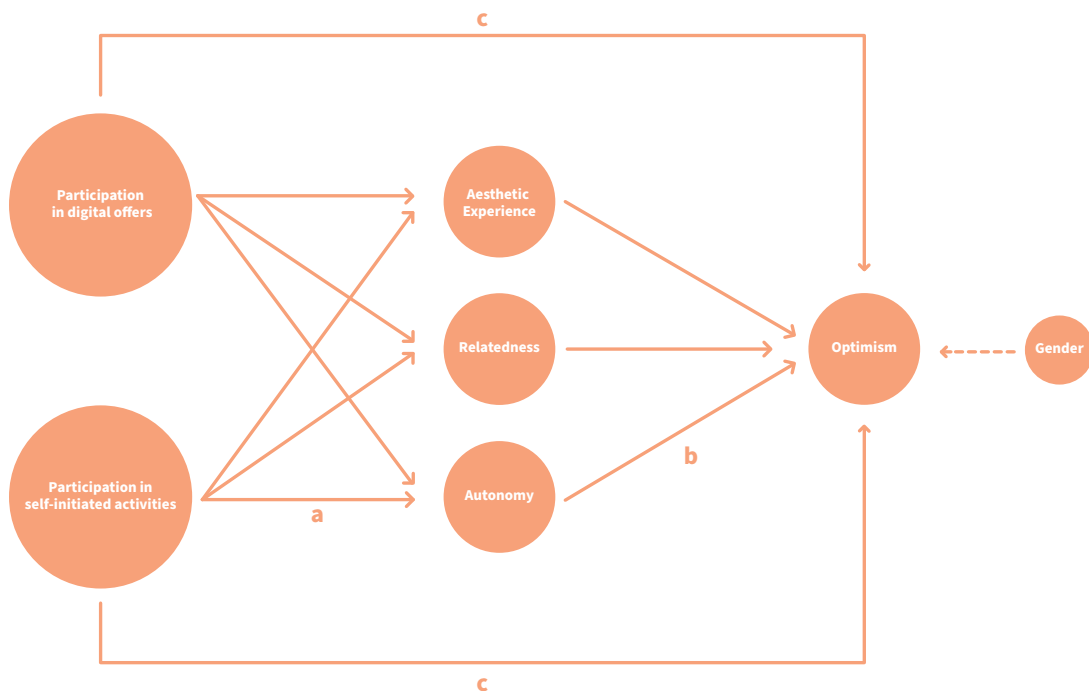 c
Participation
in digital offers
Aesthetic
Experience
Relatedness
Optimism
Gender
b
Participation in
self-initiated activities
Autonomy
a
c